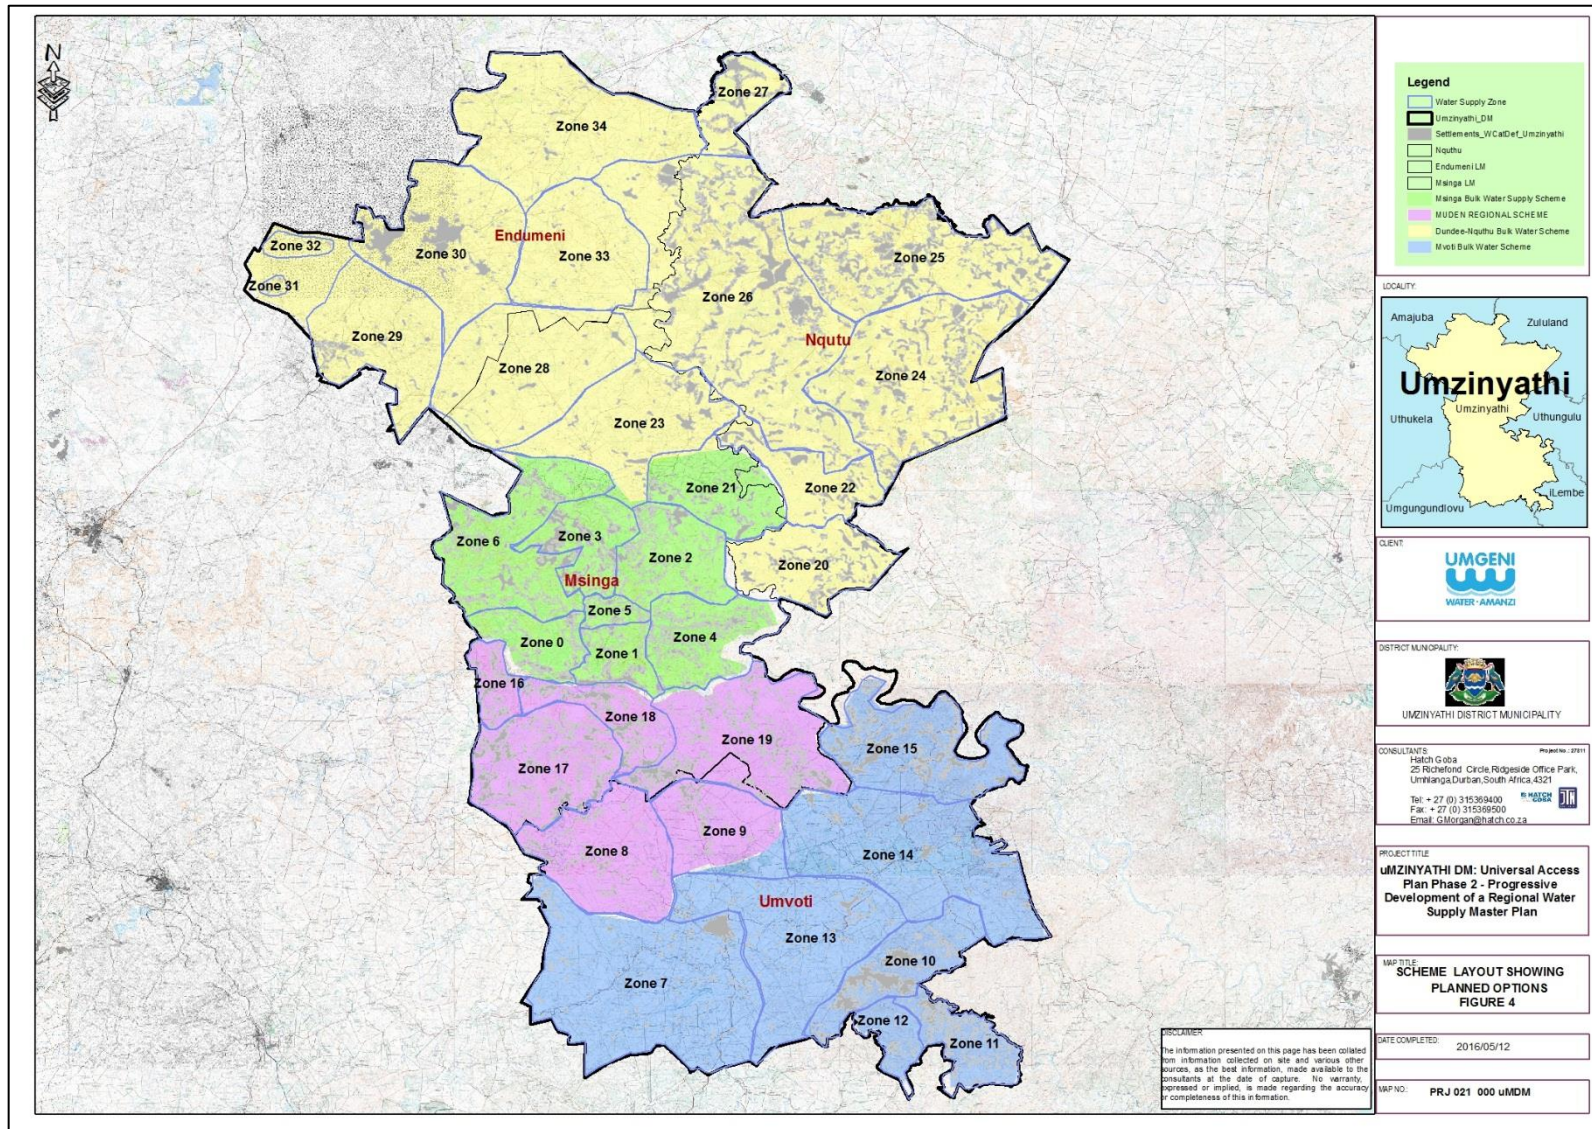 N
Zone 27
Zone 34
Zone 32
Zone 30
Endumeni
Zone 33
Zone 25
Zone 31
Zone 26
Zone 29
Nqutu
Zone 28
Zone 24
Zone 23
Zone 21
Zone 22
Zone 6
Zone 3
Zone 2
Zone 20
Msinga
Zone 5
Zone 0
Zone 1
Zone 4
Zone 16
Zone 18
Zone 19
Zone 15
Zone 17
Zone 9
Zone 8
Zone 14
Umvoti
Zone 13
Zone 10
Zone 7
Zone 12
Zone 11
Legend
Water Supply Zone
Umzinyathi_DM
Settlements_WCatDef_Umzinyathi
Nquthu
Endumeni LM
Msinga LM
Msinga Bulk Water Supply Scheme
MUDEN REGIONAL SCHEME
Dundee-Nquthu Bulk Water Scheme
Mvoti Bulk Water Scheme
LOCALITY:
Amajuba
Zululand
Umzinyathi
Umzinyathi
Uthukela
Uthungulu
iLembe
Umgungundlovu
CLIENT:
UMGENI
WATER·AMANZI
DISTRICT MUNICIPALITY:
UMZINYATHI DISTRICT MUNICIPALITY
CONSULTANTS:
Hatch Goba
25 Richefond Circle,Ridgeside Office Park,
Umhlanga,Durban,South Africa,4321
Tel: + 27 (0) 315369400
HATCH GOBA
Fax: + 27 (0) 315369500
Email: GMorgan@hatch.co.za
PROJECT TITLE
uMZINYATHI DM: Universal Access
Plan Phase 2 - Progressive
Development of a Regional Water
Supply Master Plan
MAP TITLE:
SCHEME LAYOUT SHOWING
PLANNED OPTIONS
FIGURE 4
DATE COMPLETED: 2016/05/12
MAP NO.: PRJ 021 000 uMDM
DISCLAIMER
The information presented on this page has been collated
from information collected on site and various other
sources, as the best information, made available to the
consultants at the date of capture. No warranty,
expressed or implied, is made regarding the accuracy
or completeness of this information.